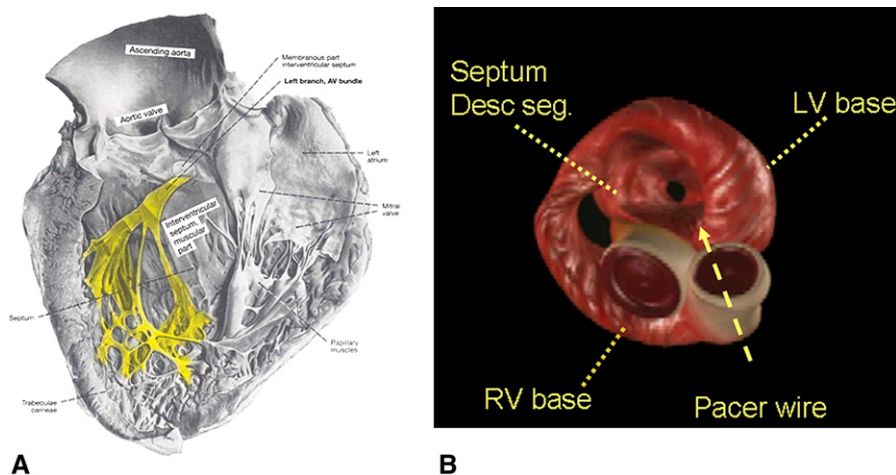 Ascending aorta
Membranous part
interventricular septum
Left branch, AV bundle
Aortic valve
Left
atrium
Mitral
valve
Interventricular
septum,
muscular
part
Septum
Papillary
muscles
Trabeculae
carneae
A
B
Septum
Desc seg.
LV base
RV base
Pacer wire